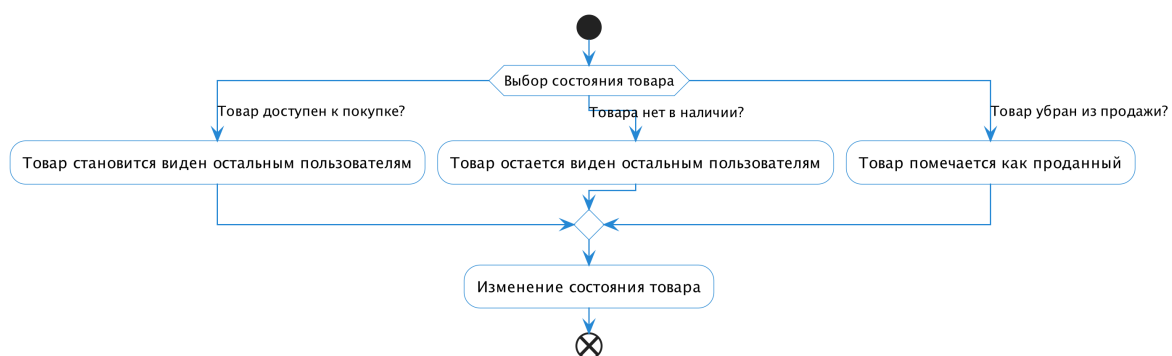 Выбор состояния товара
Товар доступен к покупке?
Товара нет в наличии?
Товар убран из продажи?
Товар становится виден остальным пользователям
Товар остается виден остальным пользователям
Товар помечается как проданный
Изменение состояния товара